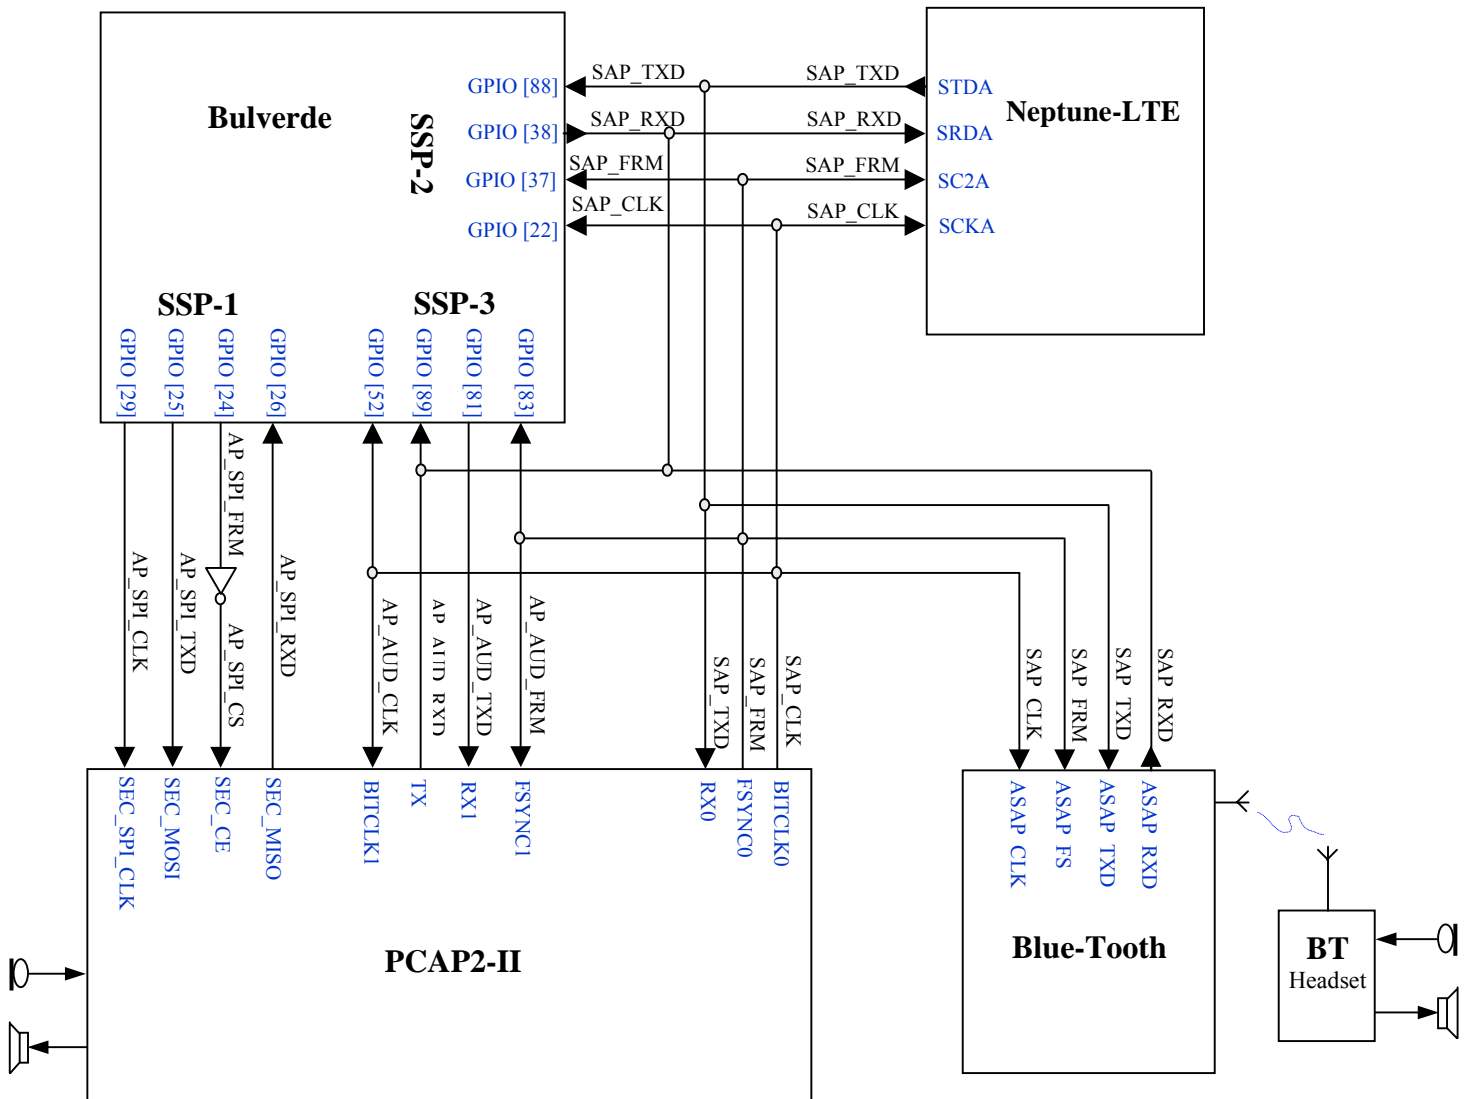 SAP_TXD
SAP_TXD
GPIO [88]
STDA
Bulverde
Neptune-LTE
SSP-2
SAP_RXD
SAP_RXD
GPIO [38]
SRDA
SAP_FRM
SAP_FRM
GPIO [37]
SC2A
SAP_CLK
SAP_CLK
GPIO [22]
SCKA
SSP-1
SSP-3
GPIO [29]
GPIO [25]
GPIO [24]
GPIO [26]
GPIO [52]
GPIO [89]
GPIO [81]
GPIO [83]
AP_SPI_FRM
AP_SPI_CLK
AP_SPI_TXD
AP_SPI_CS
AP_SPI_RXD
AP_AUD_CLK
AP_AUD_RXD
AP_AUD_TXD
AP_AUD_FRM
SAP_TXD
SAP_FRM
SAP_CLK
SAP_CLK
SAP_FRM
SAP_TXD
SAP_RXD
SEC_SPI_CLK
SEC_MOSI
SEC_CE
SEC_MISO
BITCLK1
TX
RX1
FSYNC1
RX0
FSYNC0
BITCLK0
ASAP_CLK
ASAP_FS
ASAP_TXD
ASAP_RXD
PCAP2-II
Blue-Tooth
BT
Headset